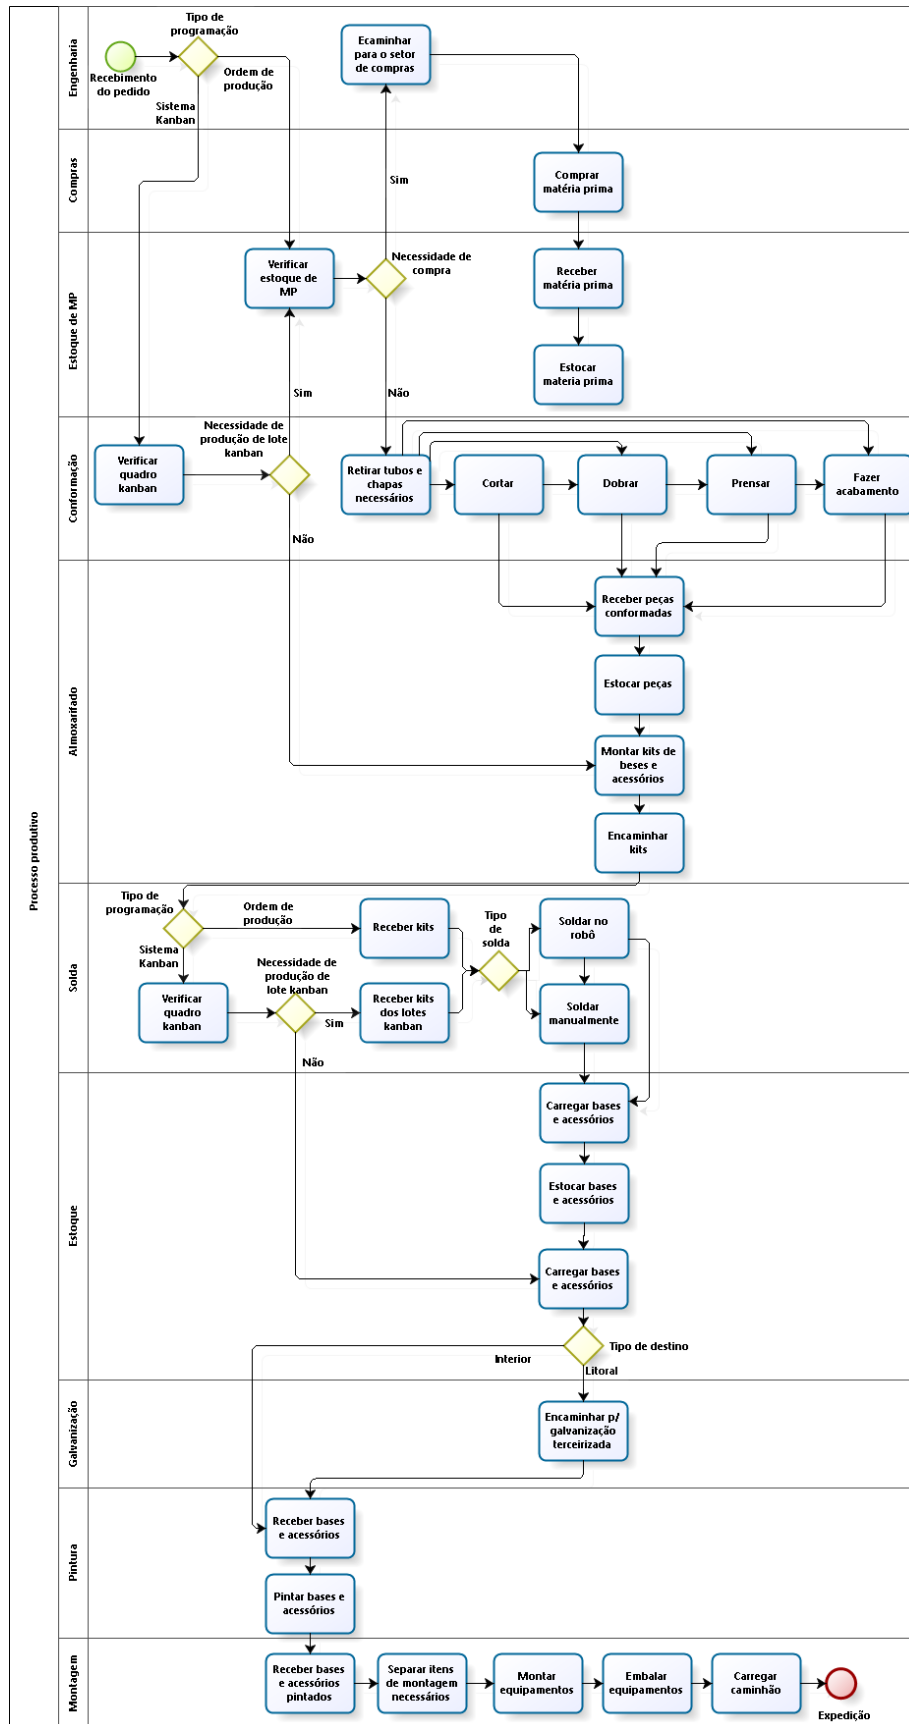 Processo produtivo
Engenharia
Tipo de
programação
Recebimento
do pedido
Ordem de
produção
Sistema
Kanban
Ecaminhar
para o setor
de compras
Compras
Sim
Comprar
matéria prima
Estoque de MP
Verificar
estoque de
MP
Necessidade de
compra
Receber
matéria prima
Estocar
materia prima
Sim
Não
Conformação
Necessidade de
produção de lote
kanban
Verificar
quadro
kanban
Retirar tubos e
chapas
necessários
Cortar
Dobrar
Prensar
Fazer
acabamento
Não
Almoxarifado
Receber peças
conformadas
Estocar peças
Montar kits de
beses e
acessórios
Encaminhar
kits
Solda
Tipo de
programação
Ordem de
produção
Receber kits
Tipo
de
solda
Soldar no
robô
Sistema
Kanban
Necessidade de
produção de
lote kanban
Verificar
quadro
kanban
Sim
Receber kits
dos lotes
kanban
Soldar
manualmente
Não
Estoque
Carregar bases
e acessórios
Estocar bases
e acessórios
Carregar bases
e acessórios
Tipo de destino
Interior
Litoral
Galvanização
Encaminar p/
galvanização
terceirizada
Pintura
Receber bases
e acessórios
Pintar bases e
acessórios
Montagem
Receber bases
e acessórios
pintados
Separar itens
de montagem
necessários
Montar
equipamentos
Embalar
equipamentos
Carregar
caminhão
Expedição